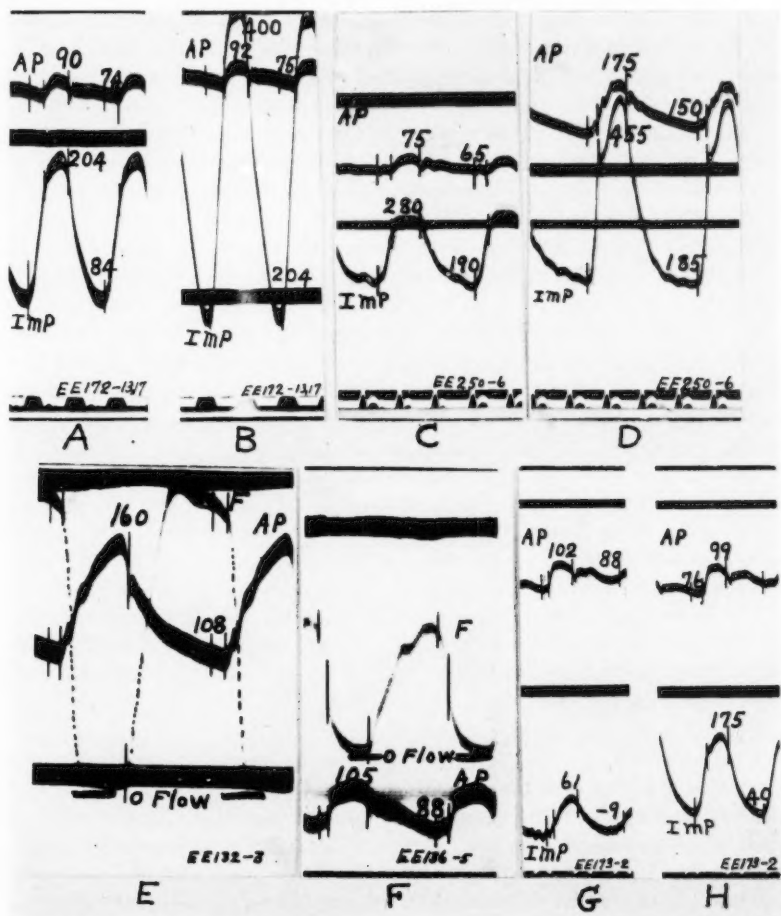 AP 90 74
204
84
ImP
EE172-13/7
A
400
AP 92 75
204
ImP
EE172-13/7
B
AP
75 65
280
190
ImP
EE250-6
C
AP 175
150
455
185
ImP
EE250-6
D
F
160 AP
108
O Flow
EE132-3
E
F
O Flow
105 AP
88
EE136-5
F
AP 102 88
61
-9
ImP
EE173-2
G
AP 99
76
175
40
ImP
EE173-2
H